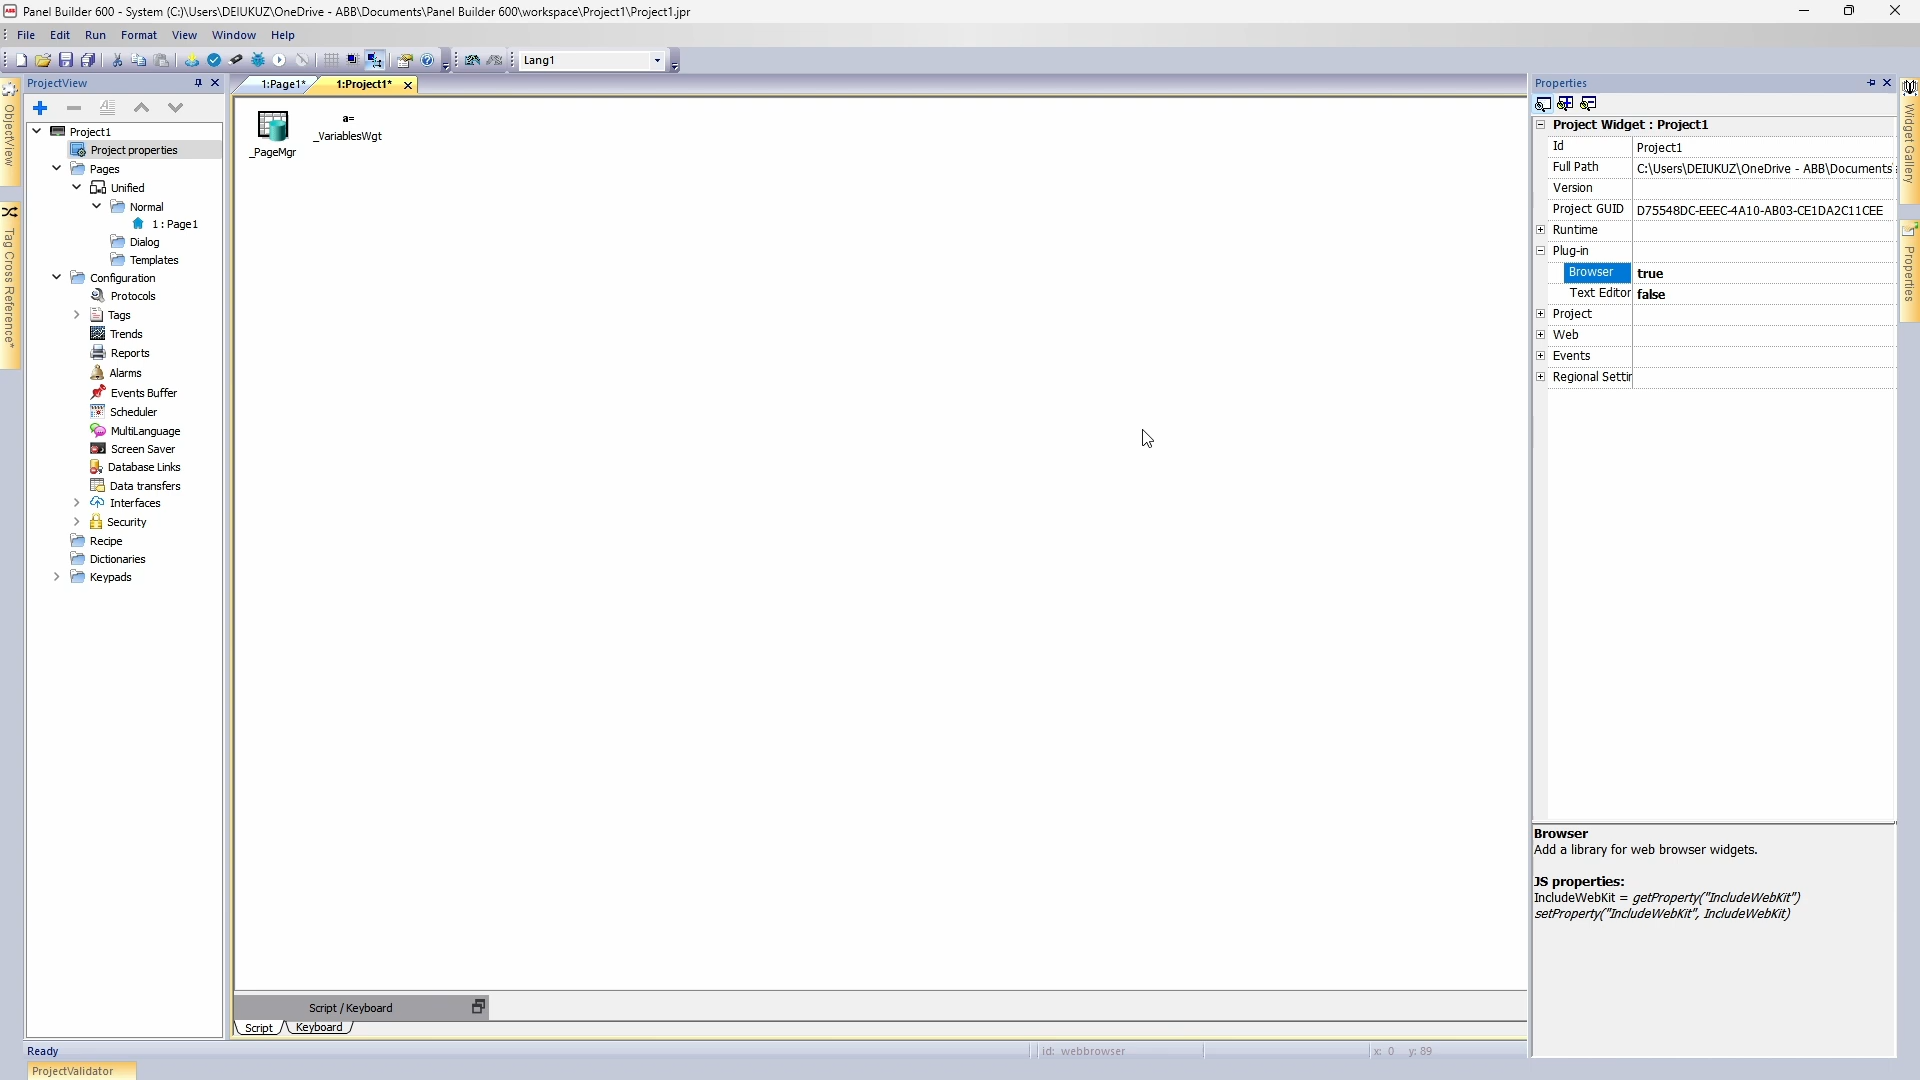 Panel Builder 600 - System (C:)\Users\DEIUKUZ\OneDrive - ABB\Documents\Panel Builder 600\workspace\Project1\Project1.jpr
File Edit Run Format View Window Help
Lang1
ProjectView
Project1
Project properties
Pages
Unified
Normal
1 : Page1
Dialog
Templates
Configuration
Protocols
Tags
Trends
Reports
Alarms
Events Buffer
Scheduler
MultiLanguage
Screen Saver
Database Links
Data transfers
Interfaces
Security
Recipe
Dictionaries
Keypads
ObjectView
Tag Cross Reference*
1:Page1* 1:Project1*
_PageMgr
a=
_VariablesWgt
Script / Keyboard
Script Keyboard
Properties
Project Widget : Project1
Id Project1
Full Path C:\Users\DEIUKUZ\OneDrive - ABB\Documents
Version
Project GUID D75548DC-EEEC-4A10-AB03-CE1DA2C11CEE
Runtime
Plug-in
Browser true
Text Editor false
Project
Web
Events
Regional Settir
Browser
Add a library for web browser widgets.
JS properties:
IncludeWebKit = getProperty("IncludeWebKit")
setProperty("IncludeWebKit", IncludeWebKit)
Widget Gallery
Properties
Ready
id: webbrowser
x: 0 y: 89
ProjectValidator